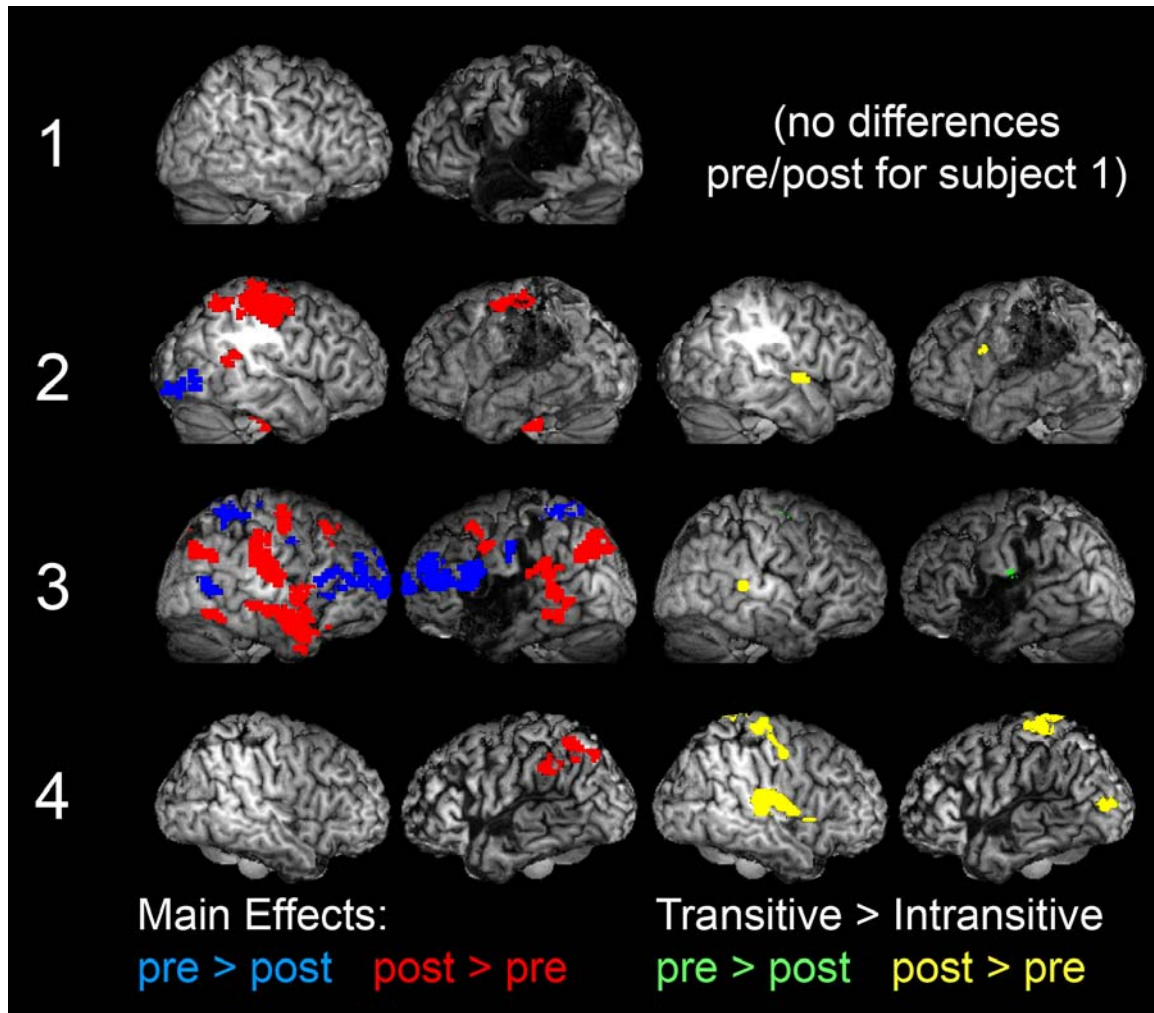 1
(no differences
pre/post for subject 1)
2
3
4
Main Effects:
Transitive > Intransitive
pre > post
post > pre
pre > post
post > pre